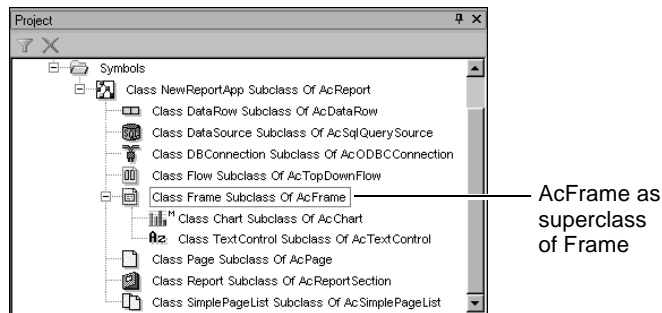 Project
Symbols
Class NewReportApp Subclass Of AcReport
Class DataRow Subclass Of AcDataRow
Class DataSource Subclass Of AcSqlQuerySource
Class DBConnection Subclass Of AcODBCConnection
Class Flow Subclass Of AcTopDownFlow
Class Frame Subclass Of AcFrame
M Class Chart Subclass Of AcChart
Az Class TextControl Subclass Of AcTextControl
Class Page Subclass Of AcPage
Class Report Subclass Of AcReportSection
Class SimplePageList Subclass Of AcSimplePageList
AcFrame as
superclass
of Frame